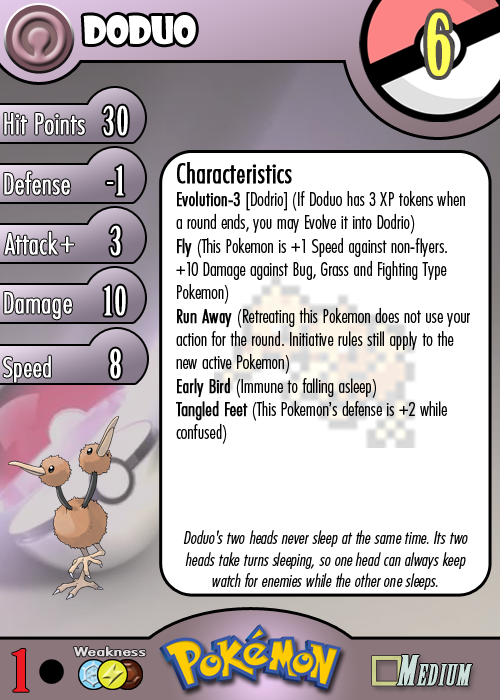 DODUO
6
Hit Points 30
Defense -1
Attack+ 3
Damage 10
Speed 8
Characteristics
Evolution-3 [Dodrio] (If Doduo has 3 XP tokens when
a round ends, you may Evolve it into Dodrio)
Fly (This Pokemon is +1 Speed against non-flyers.
+10 Damage against Bug, Grass and Fighting Type
Pokemon)
Run Away (Retreating this Pokemon does not use your
action for the round. Initiative rules still apply to the
new active Pokemon)
Early Bird (Immune to falling asleep)
Tangled Feet (This Pokemon's defense is +2 while
confused)
Doduo's two heads never sleep at the same time. Its two
heads take turns sleeping, so one head can always keep
watch for enemies while the other one sleeps.
1
Weakness
POKéMON
MEDIUM